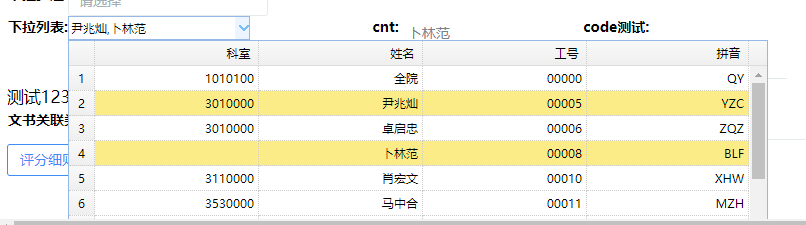 请选择
下拉列表: 尹兆灿,卜林范 cnt: 卜林范 code测试:
科室 姓名 工号 拼音
1 1010100 全院 00000 QY
2 3010000 尹兆灿 00005 YZC
3 3010000 卓启忠 00006 ZQZ
4 卜林范 00008 BLF
5 3110000 肖宏文 00010 XHW
6 3530000 马中合 00011 MZH
测试123
文书关联
评分细则